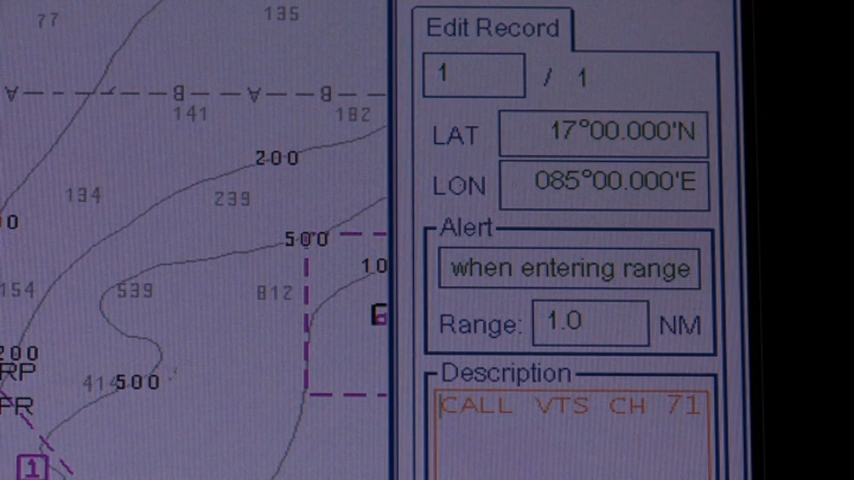 77
135
A
B
A
B
141
182
200
134
239
0
500
10
154
539
812
200
RP
414
500
PR
1
Edit Record
1 / 1
LAT 17°00.000'N
LON 085°00.000'E
Alert
when entering range
Range: 1.0 NM
Description
CALL VTS CH 71